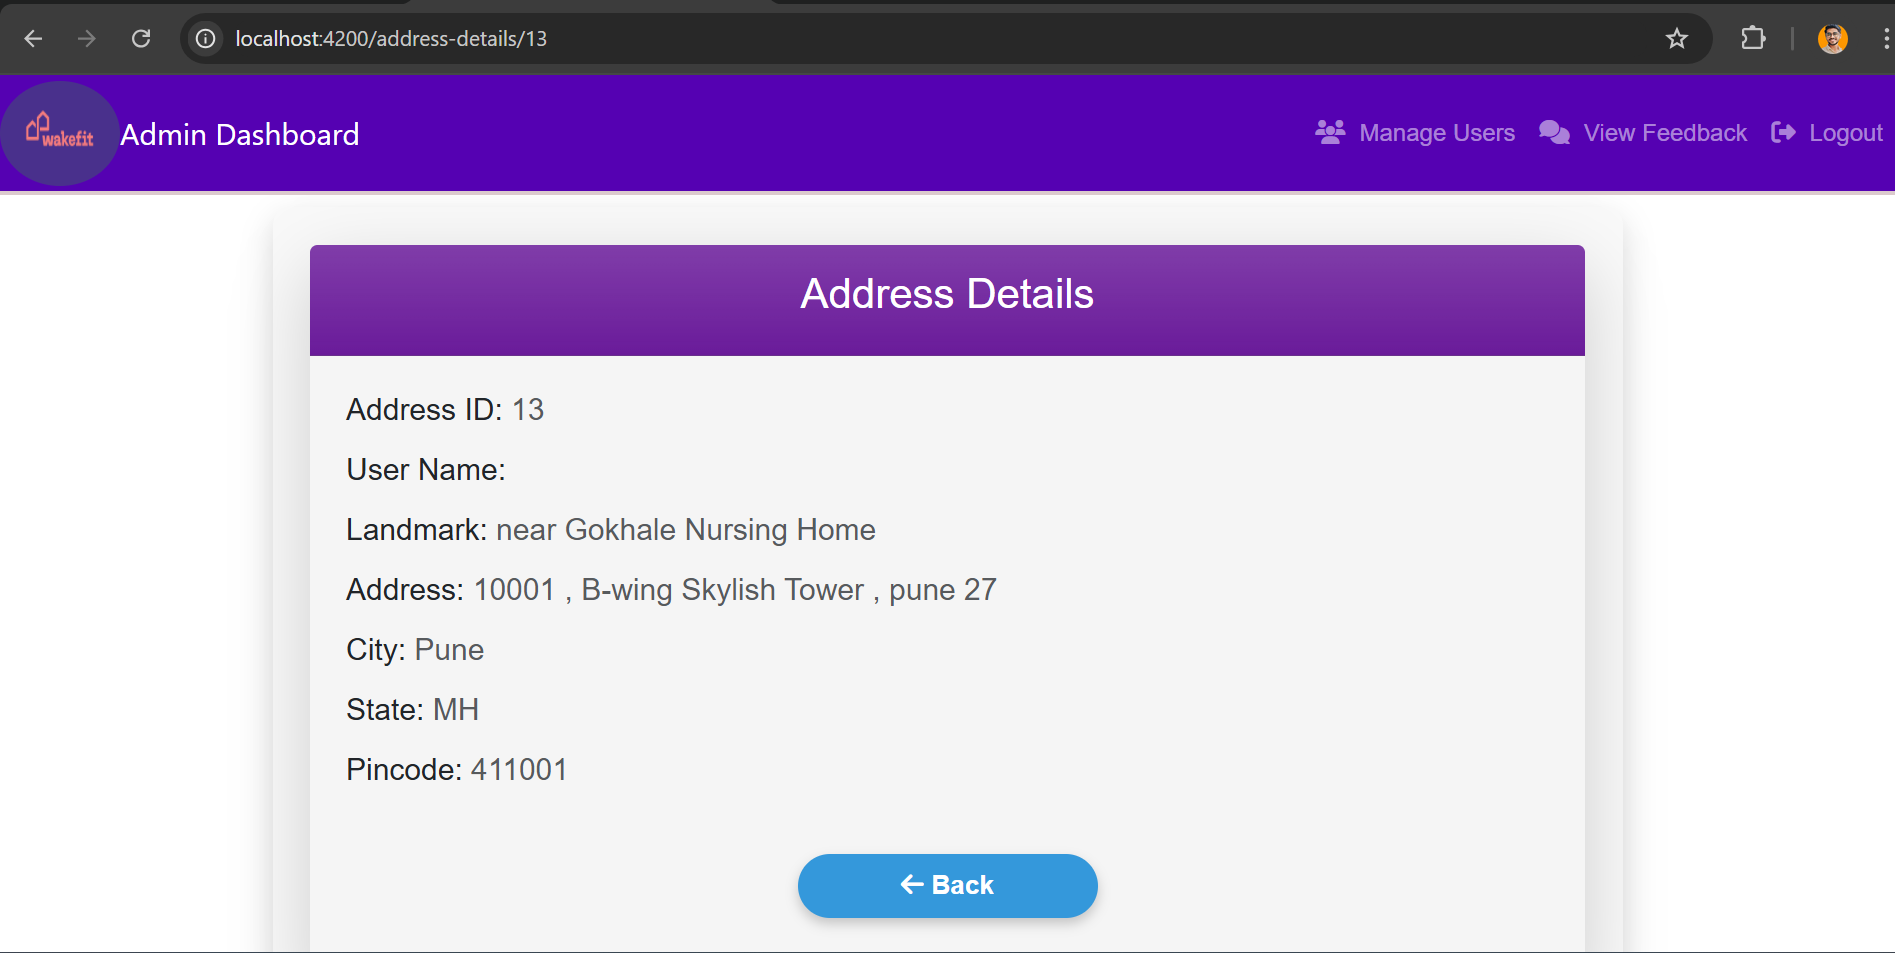 localhost:4200/address-details/13
wakefit
Admin Dashboard
Manage Users
View Feedback
Logout
Address Details
Address ID: 13
User Name:
Landmark: near Gokhale Nursing Home
Address: 10001 , B-wing Skylish Tower , pune 27
City: Pune
State: MH
Pincode: 411001
Back